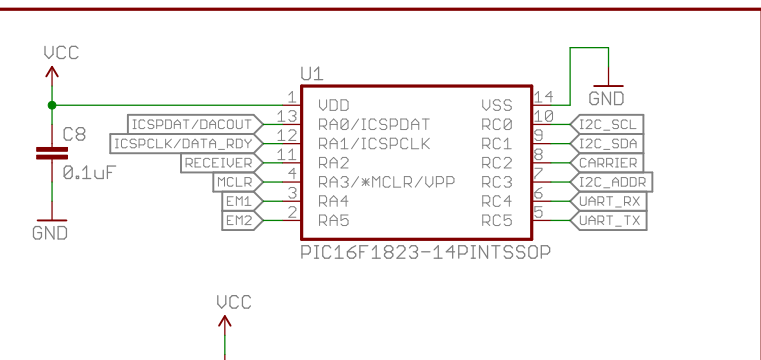 VCC
U1
1 VDD VSS 14
GND
ICSPDAT/DACOUT 13 RA0/ICSPDAT RC0 10 I2C_SCL
C8
ICSPCLK/DATA_RDY 12 RA1/ICSPCLK RC1 9 I2C_SDA
RECEIVER 11 RA2 RC2 8 CARRIER
0.1uF
MCLR 4 RA3/*MCLR/VPP RC3 7 I2C_ADDR
EM1 3 RA4 RC4 6 UART_RX
EM2 2 RA5 RC5 5 UART_TX
GND
PIC16F1823-14PINTSSOP
VCC